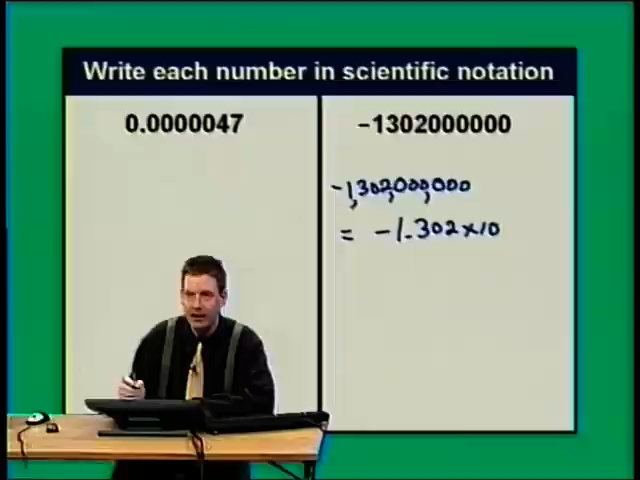 Write each number in scientific notation
0.0000047
-1302000000
-1,302,000,000
= -1.302x10